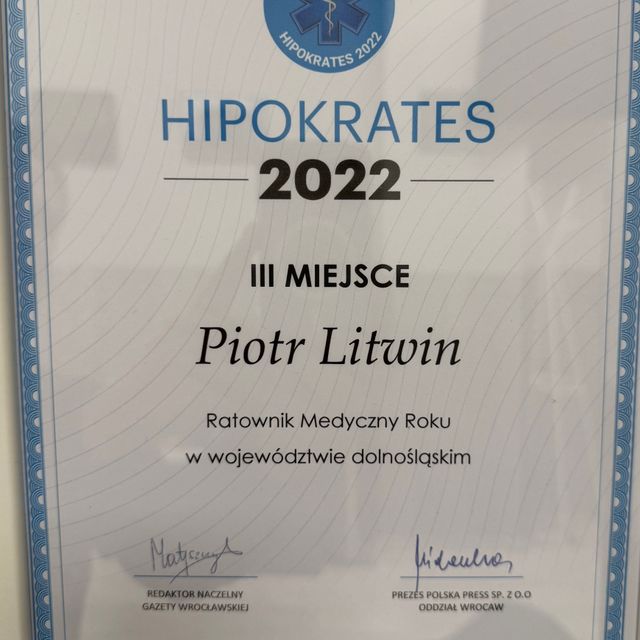 HIPOKRATES 2022
HIPOKRATES
2022
III MIEJSCE
Piotr Litwin
Ratownik Medyczny Roku
w województwie dolnośląskim
REDAKTOR NACZELNY
GAZETY WROCŁAWSKIEJ
PREZES POLSKA PRESS SP. Z O.O
ODDZIAŁ WROCAW